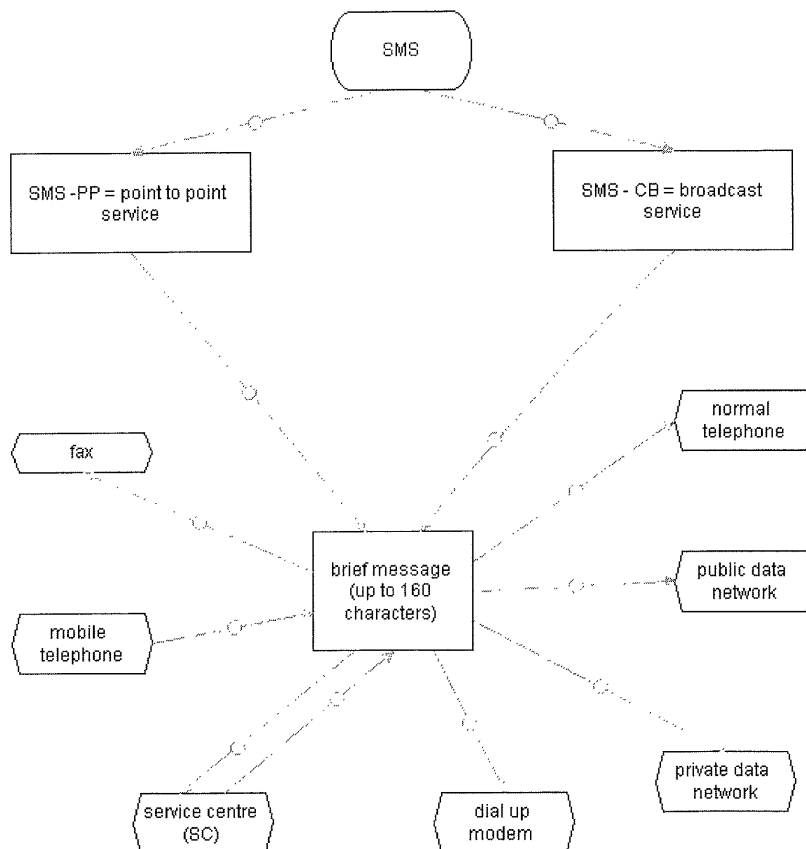 SMS
SMS -PP = point to point
service
SMS - CB = broadcast
service
normal
telephone
fax
brief message
(up to 160
characters)
public data
network
mobile
telephone
private data
network
service centre
(SC)
dial up
modem